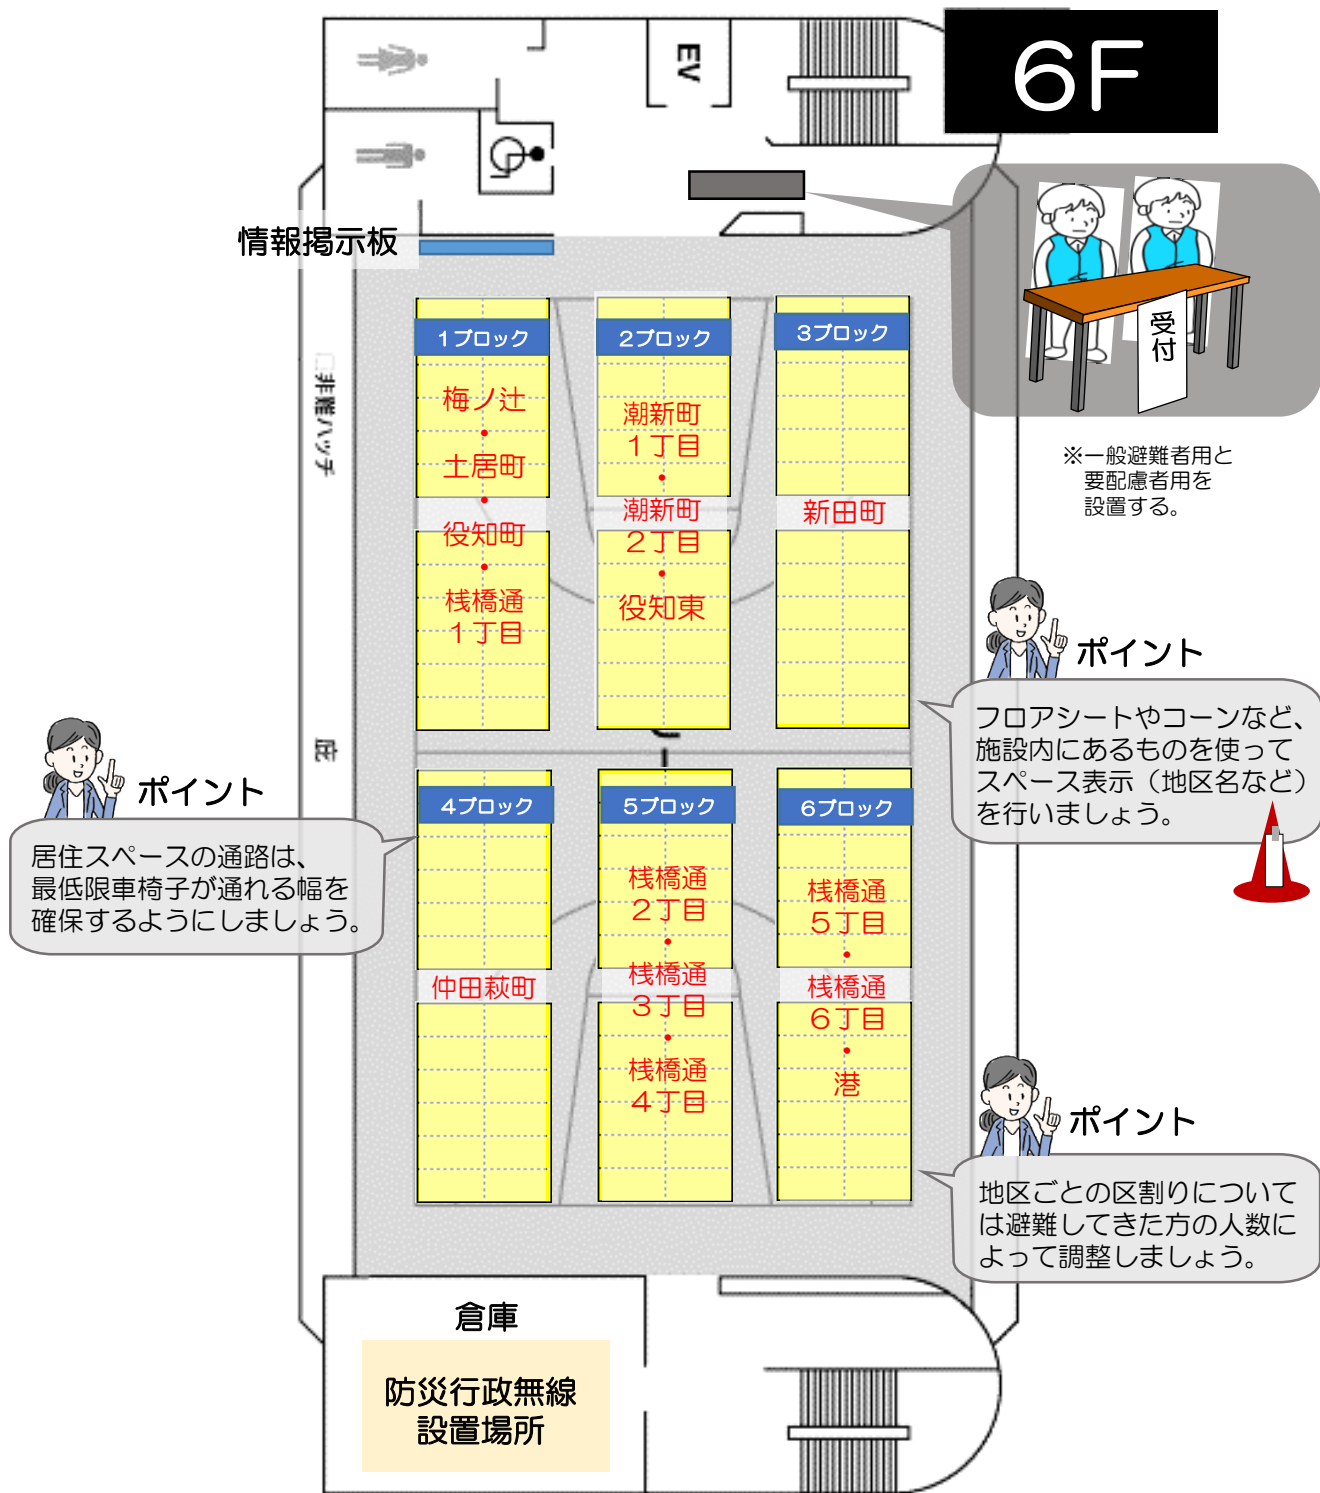 6F
EV
情報掲示板
受付
※一般避難者用と
要配慮者用を
設置する。
1ブロック
梅ノ辻
・
土居町
・
役知町
・
桟橋通
1丁目
2ブロック
潮新町
1丁目
・
潮新町
2丁目
・
役知東
3ブロック
新田町
□非難ハッチ
ポイント
フロアシートやコーンなど、
施設内にあるものを使って
スペース表示（地区名など）
を行いましょう。
ポイント
居住スペースの通路は、
最低限車椅子が通れる幅を
確保するようにしましょう。
4ブロック
仲田萩町
5ブロック
桟橋通
2丁目
・
桟橋通
3丁目
・
桟橋通
4丁目
6ブロック
桟橋通
5丁目
・
桟橋通
6丁目
・
港
ポイント
地区ごとの区割りについて
は避難してきた方の人数に
よって調整しましょう。
倉庫
防災行政無線
設置場所